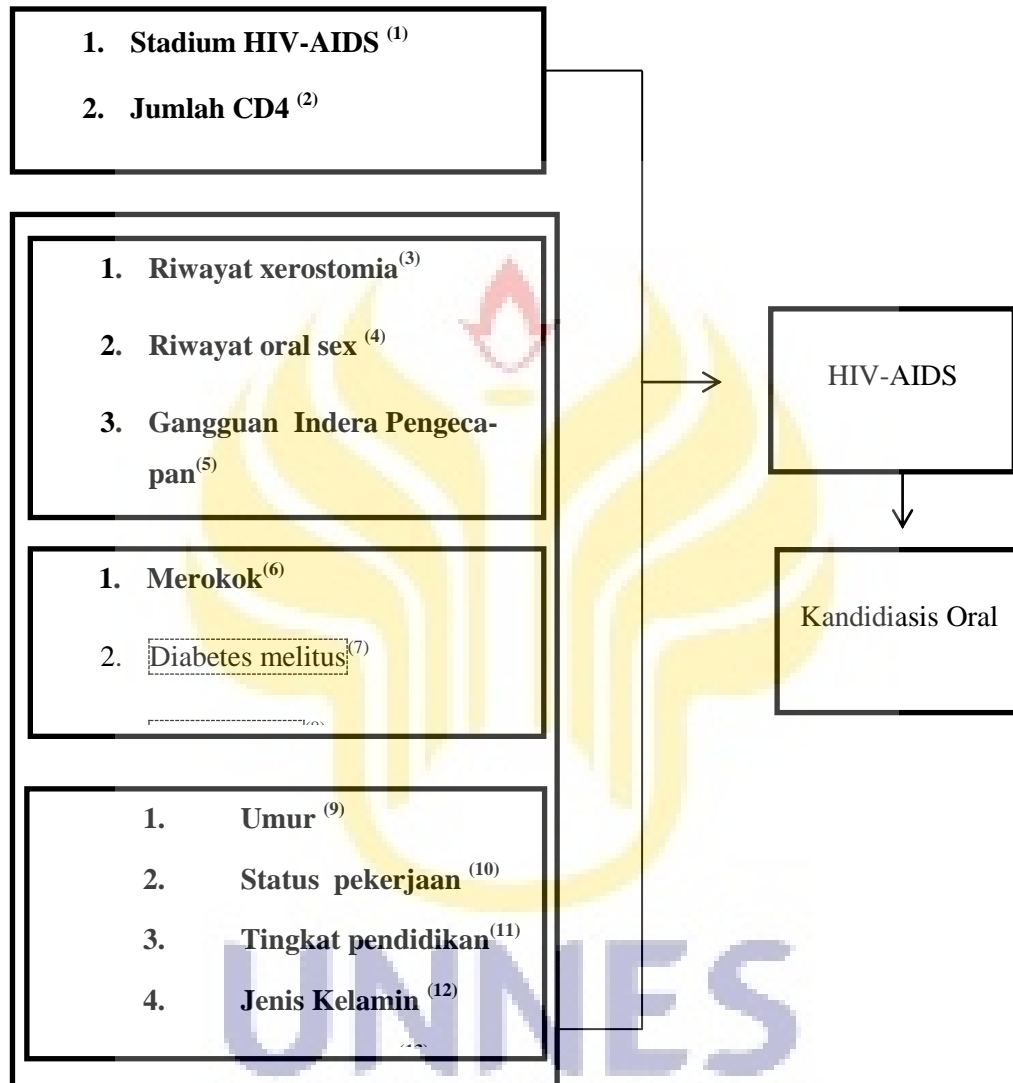 1. Stadium HIV-AIDS (1)
2. Jumlah CD4 (2)
1. Riwayat xerostomia(3)
2. Riwayat oral sex (4)
3. Gangguan Indera Pengeca-
pan(5)
1. Merokok(6)
2. Diabetes melitus(7)
1. Umur (9)
2. Status pekerjaan (10)
3. Tingkat pendidikan(11)
4. Jenis Kelamin (12)
HIV-AIDS
Kandidiasis Oral
UNNES